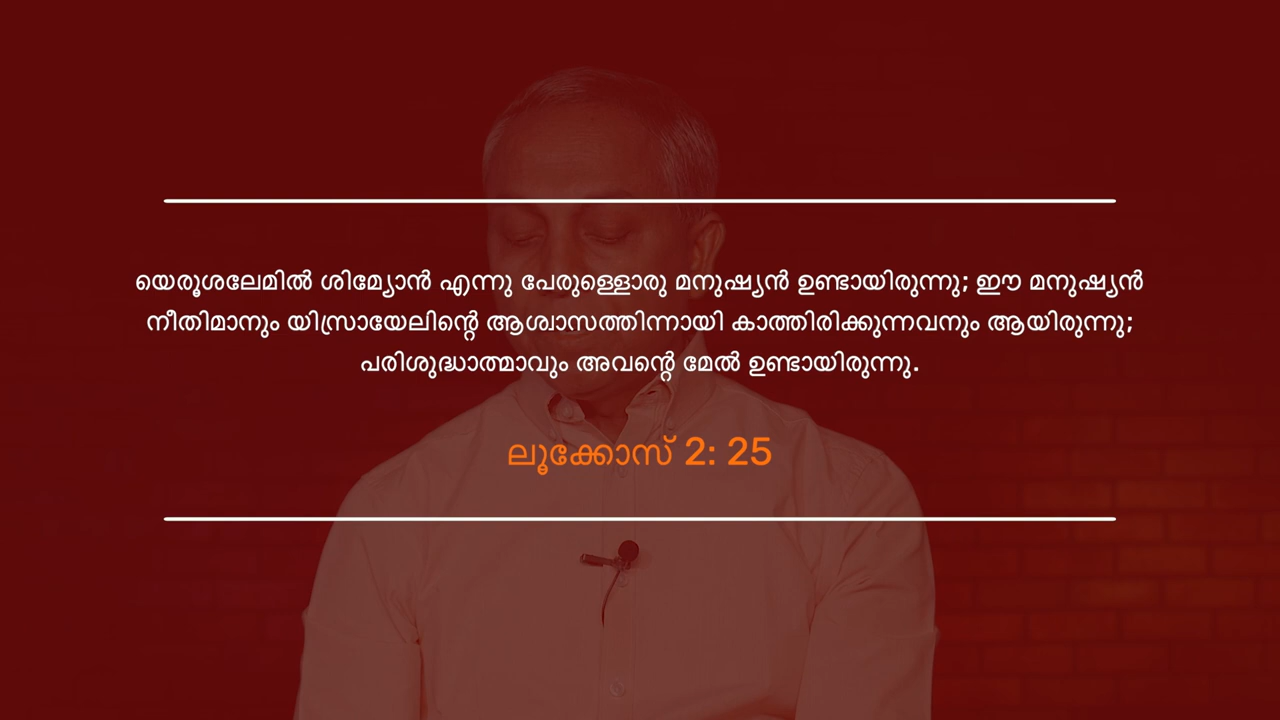 യെരൂശലേമിൽ ശിമ്യോൻ എന്നു പേരുള്ളൊരു മനുഷ്യൻ ഉണ്ടായിരുന്നു; ഈ മനുഷ്യൻ
നീതിമാനും യിസ്രായേലിന്റെ ആശ്വാസത്തിന്നായി കാത്തിരിക്കുന്നവനും ആയിരുന്നു;
പരിശുദ്ധാത്മാവും അവന്റെ മേൽ ഉണ്ടായിരുന്നു.
ലൂക്കോസ് 2: 25